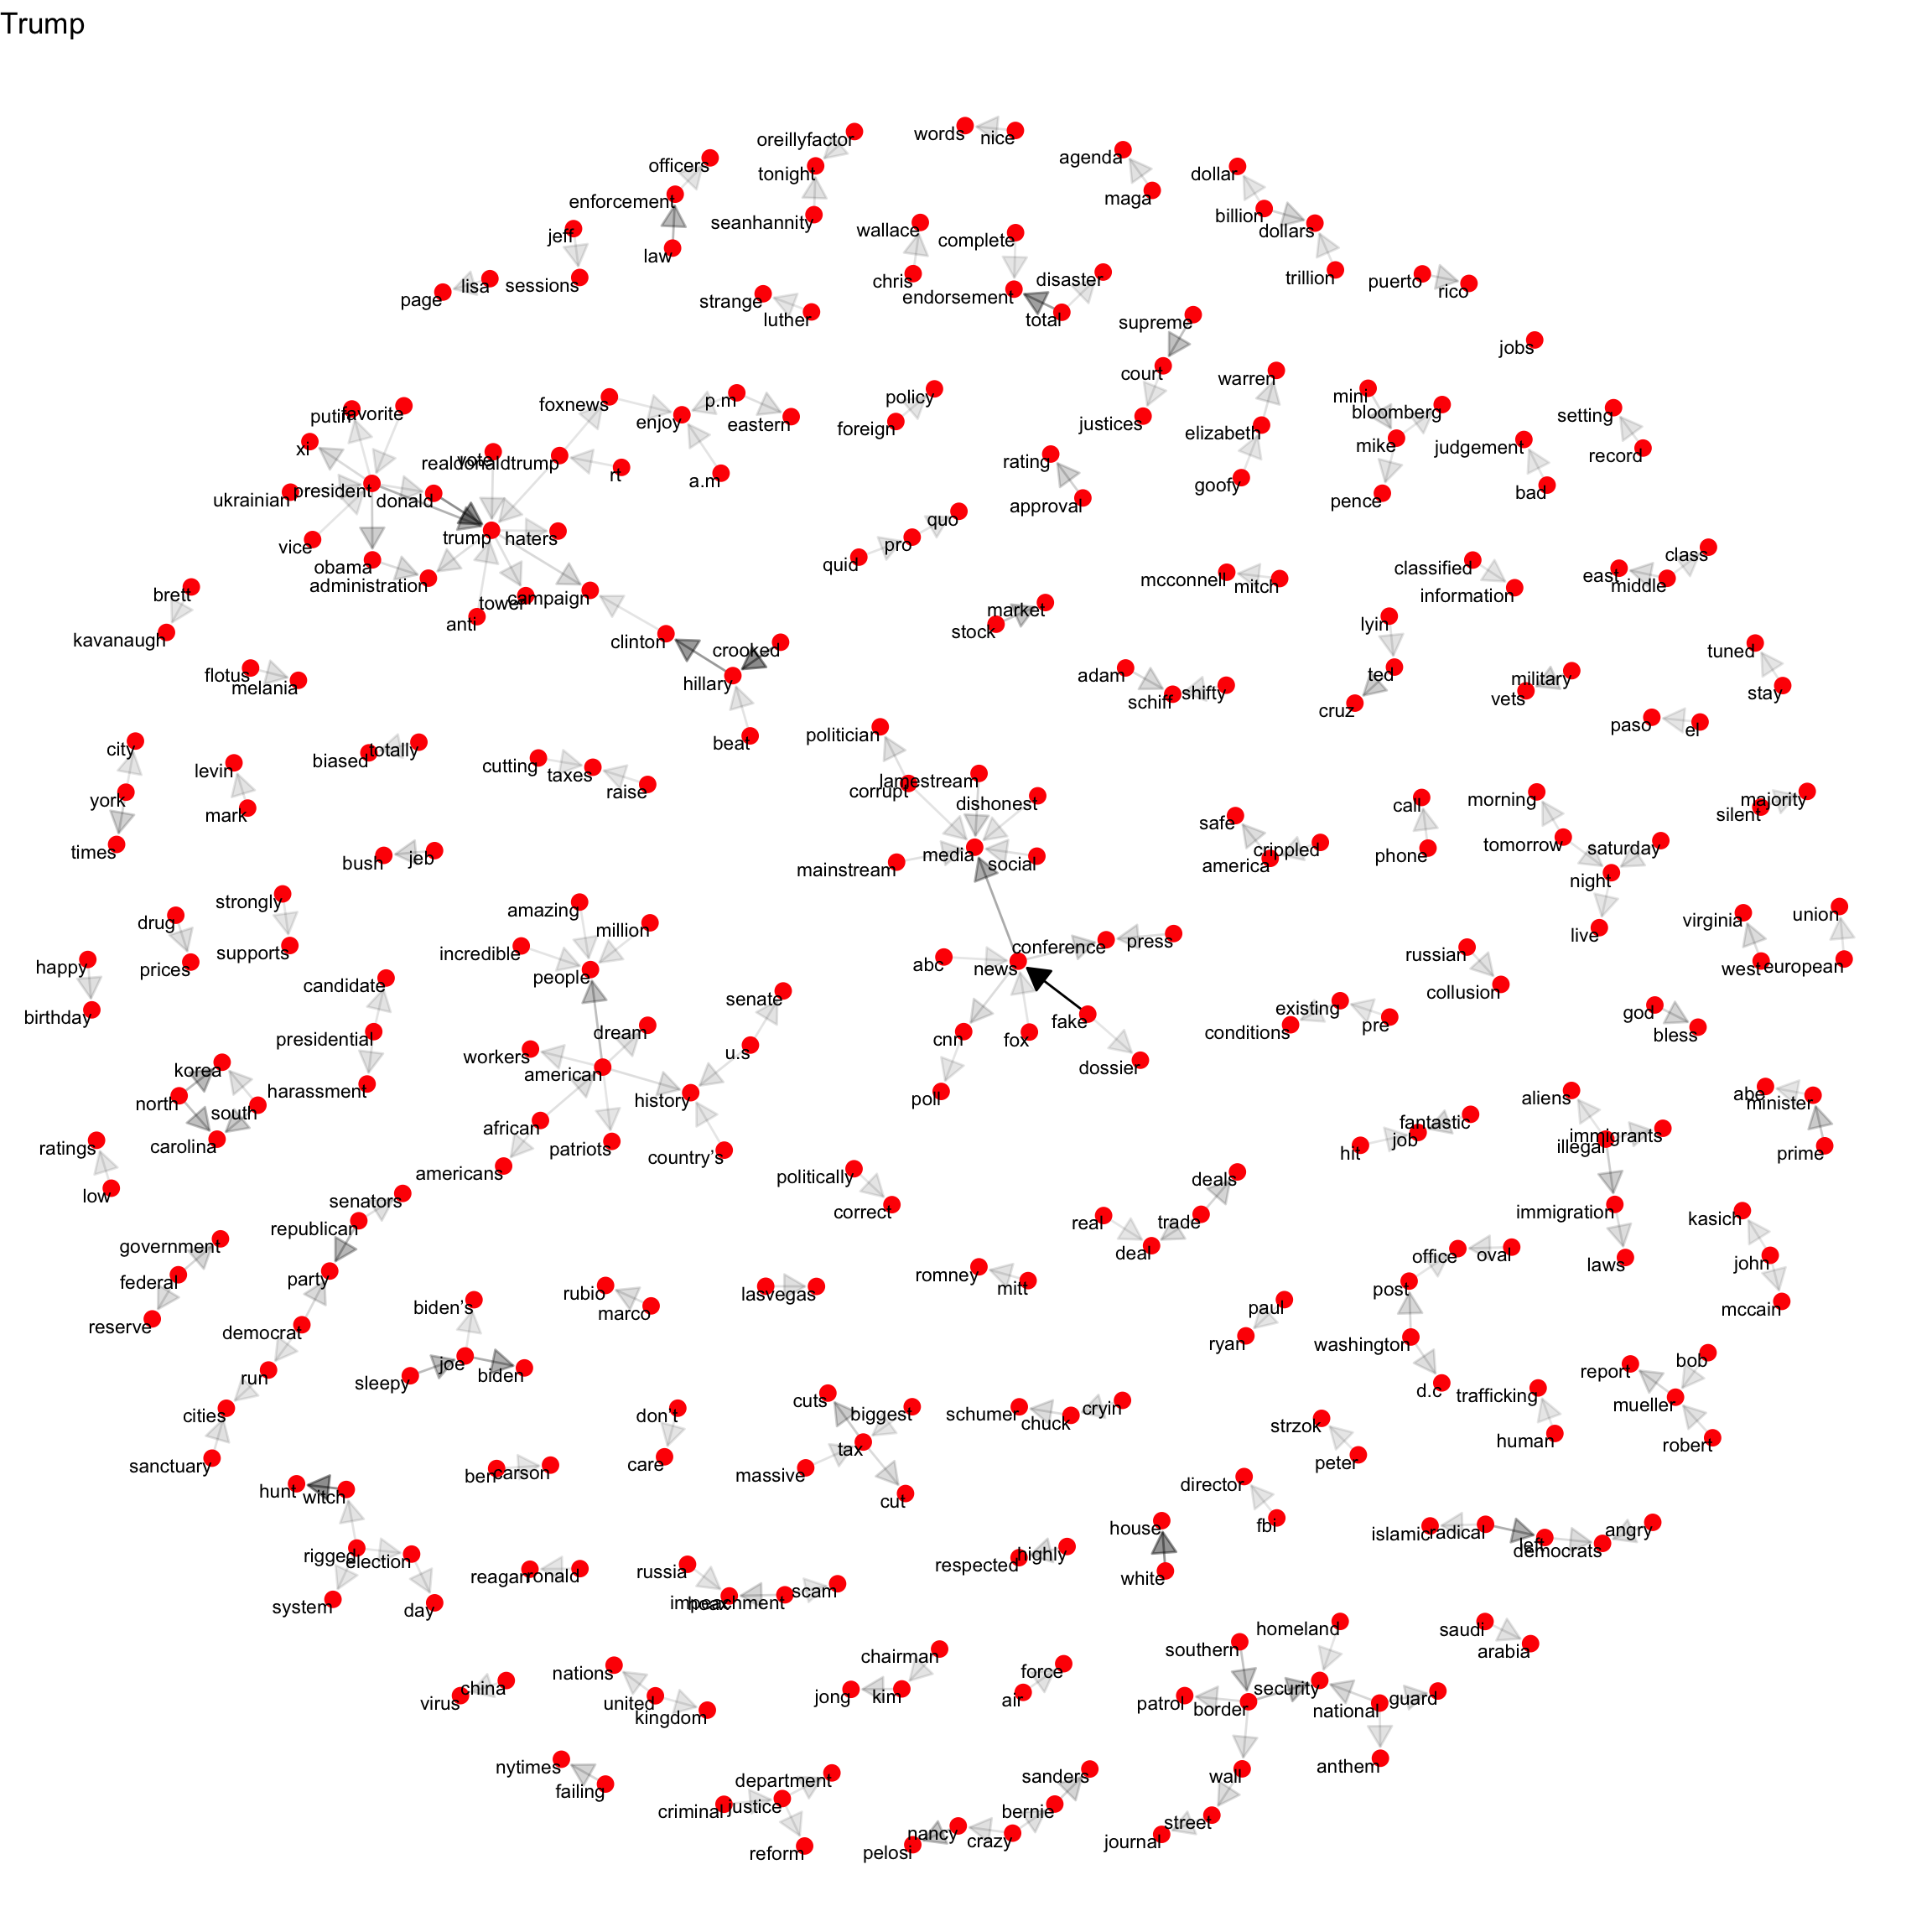 Trump
words
nice
oreillyfactor
tonight
seanhannity
officers
enforcement
law
agenda
maga
dollar
billion
dollars
trillion
jeff
sessions
lisa
page
wallace
chris
complete
endorsement
disaster
total
strange
luther
puerto
rico
supreme
court
justices
jobs
warren
elizabeth
goofy
mini
bloomberg
mike
pence
setting
record
judgement
bad
putin
favorite
xi
ukrainian
president
donald
vice
obama
administration
vote
realdonaldtrump
rt
foxnews
enjoy
p.m
eastern
a.m
trump
haters
tower
campaign
anti
clinton
crooked
hillary
beat
policy
foreign
rating
approval
quo
pro
quid
mcconnell
mitch
classified
information
class
east
middle
brett
kavanaugh
flotus
melania
market
stock
lyin
ted
cruz
adam
schiff
shifty
military
vets
tuned
stay
paso
el
city
york
times
levin
mark
biased
totally
cutting
taxes
raise
bush
jeb
politician
corrupt
lamestream
dishonest
media
mainstream
social
safe
america
crippled
call
phone
morning
tomorrow
saturday
night
live
silent
majority
strongly
supports
drug
prices
happy
birthday
amazing
million
incredible
people
candidate
presidential
harassment
abc
news
conference
press
fake
cnn
fox
dossier
poll
russian
collusion
virginia
west
union
european
existing
conditions
pre
god
bless
senate
u.s
dream
workers
american
history
african
americans
patriots
country's
korea
north
south
carolina
ratings
low
aliens
immigrants
illegal
immigration
laws
abe
minister
prime
fantastic
job
hit
politically
correct
deals
real
trade
deal
senators
republican
party
democrat
run
cities
sanctuary
government
federal
reserve
kasich
john
mccain
office
oval
post
washington
d.c
romney
mitt
biden's
joe
sleepy
biden
rubio
marco
lasvegas
paul
ryan
report
bob
mueller
robert
trafficking
human
cuts
biggest
tax
massive
cut
schumer
chuck
cryin
don't
care
strzok
peter
ben
carson
hunt
witch
rigged
election
system
day
director
fbi
house
white
islamic
radical
left
democrats
angry
respected
highly
reagan
ronald
russia
impeachment
hoax
scam
homeland
southern
saudi
arabia
chairman
jong
kim
force
air
patrol
border
security
national
guard
anthem
wall
street
journal
virus
china
nations
united
kingdom
nytimes
failing
department
criminal
justice
reform
sanders
bernie
nancy
crazy
pelosi